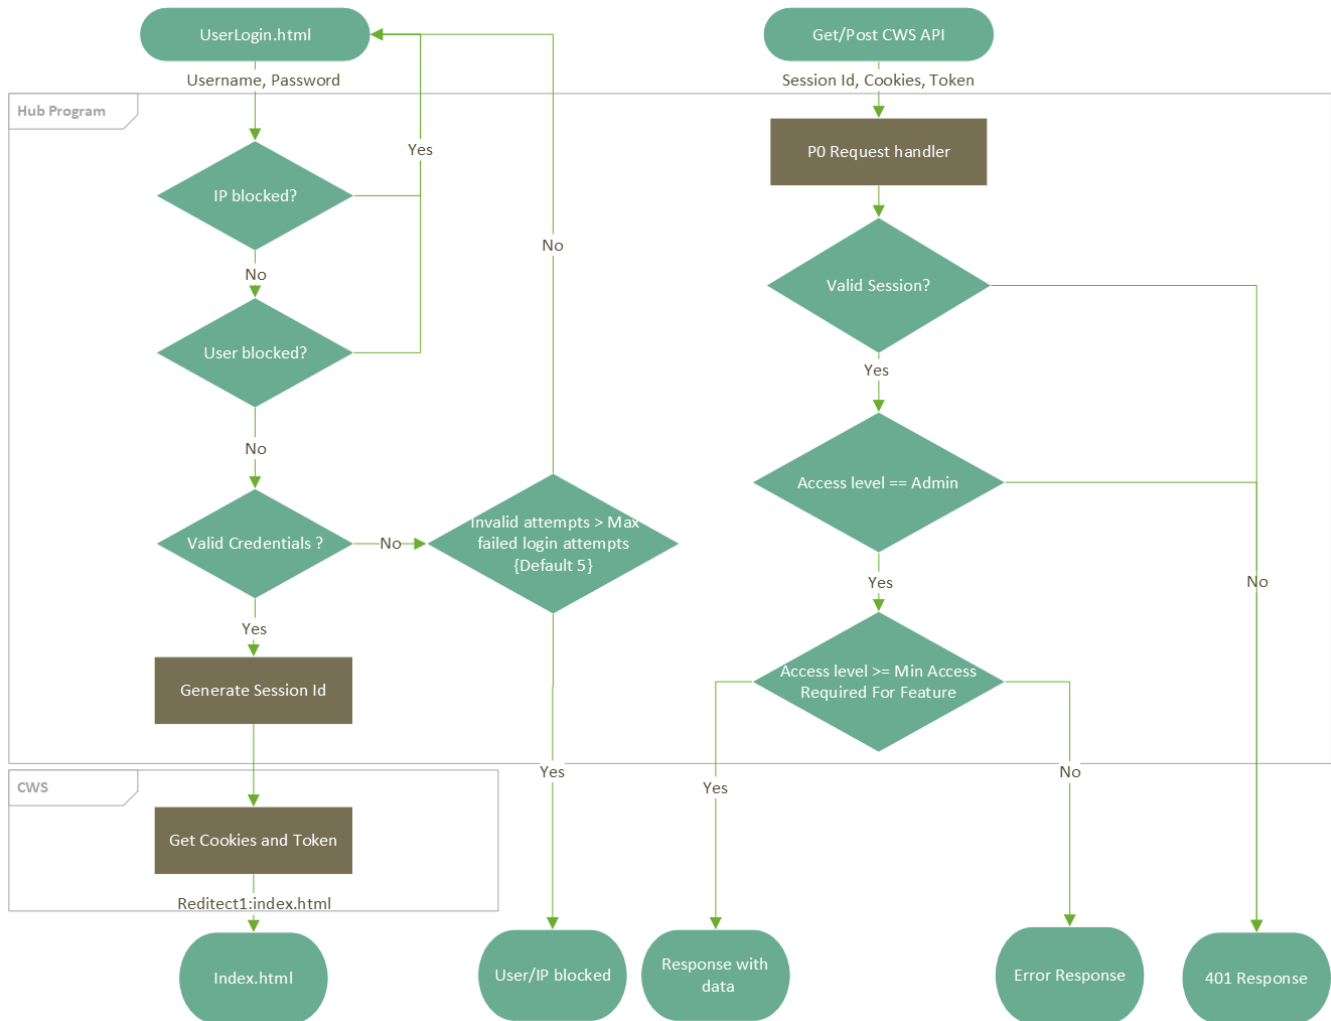 UserLogin.html
Get/Post CWS API
Username, Password
Session Id, Cookies, Token
Hub Program
P0 Request handler
Yes
IP blocked?
No
Valid Session?
No
User blocked?
Yes
No
Access level == Admin
Valid Credentials ?
No
Invalid attempts > Max
failed login attempts
{Default 5}
Yes
No
Yes
Access level >= Min Access
Required For Feature
Generate Session Id
Yes
No
Yes
CWS
Get Cookies and Token
Reditect1:index.html
Index.html
User/IP blocked
Response with
data
Error Response
401 Response